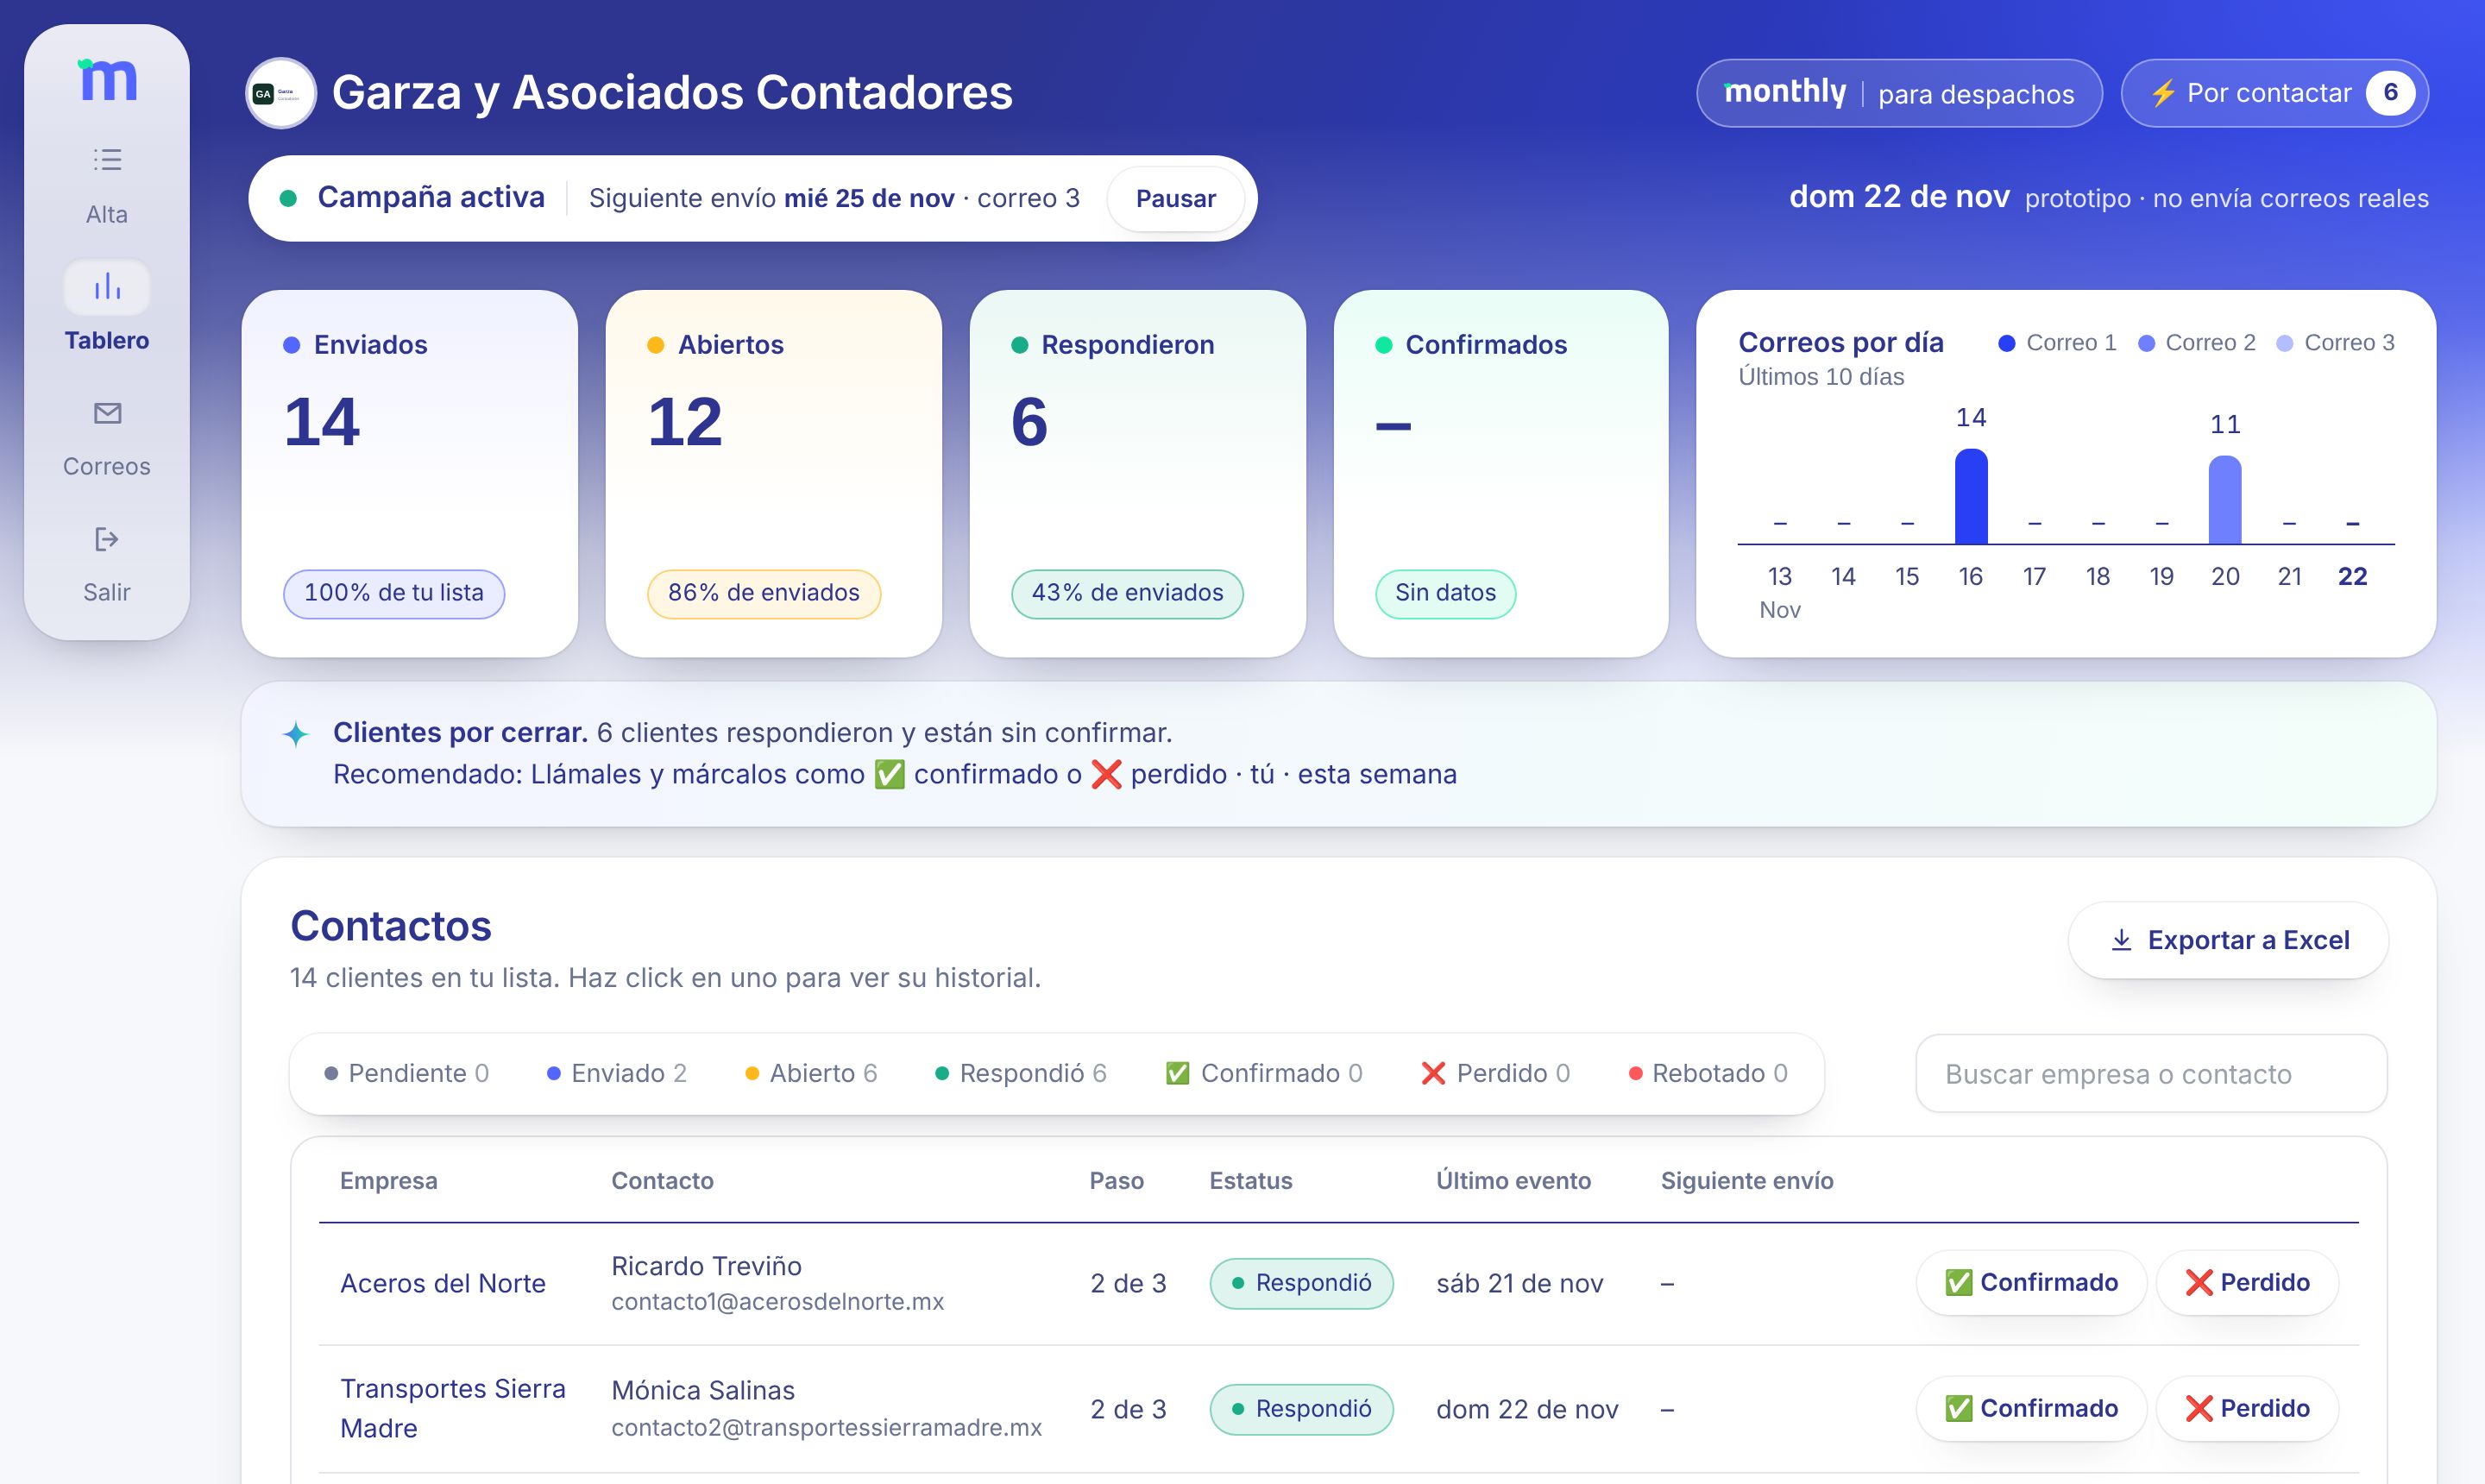 m
Alta
Tablero
Correos
Salir
GA Garza
Garza y Asociados Contadores
monthly para despachos
⚡ Por contactar 6
Campaña activa Siguiente envío mié 25 de nov · correo 3 Pausar
dom 22 de nov prototipo · no envía correos reales
Enviados
14
100% de tu lista
Abiertos
12
86% de enviados
Respondieron
6
43% de enviados
Confirmados
–
Sin datos
Correos por día Correo 1 Correo 2 Correo 3
Últimos 10 días
14 11
– – – – – – – –
13 14 15 16 17 18 19 20 21 22
Nov
Clientes por cerrar. 6 clientes respondieron y están sin confirmar.
Recomendado: Llámales y márcalos como ✅ confirmado o ❌ perdido · tú · esta semana
Contactos
14 clientes en tu lista. Haz click en uno para ver su historial.
Exportar a Excel
Pendiente 0 Enviado 2 Abierto 6 Respondió 6 ✅ Confirmado 0 ❌ Perdido 0 Rebotado 0
Buscar empresa o contacto
Empresa Contacto Paso Estatus Último evento Siguiente envío
Aceros del Norte Ricardo Treviño 2 de 3 Respondió sáb 21 de nov – ✅ Confirmado ❌ Perdido
contacto1@acerosdelnorte.mx
Transportes Sierra Mónica Salinas 2 de 3 Respondió dom 22 de nov – ✅ Confirmado ❌ Perdido
Madre contacto2@transportessierramadre.mx